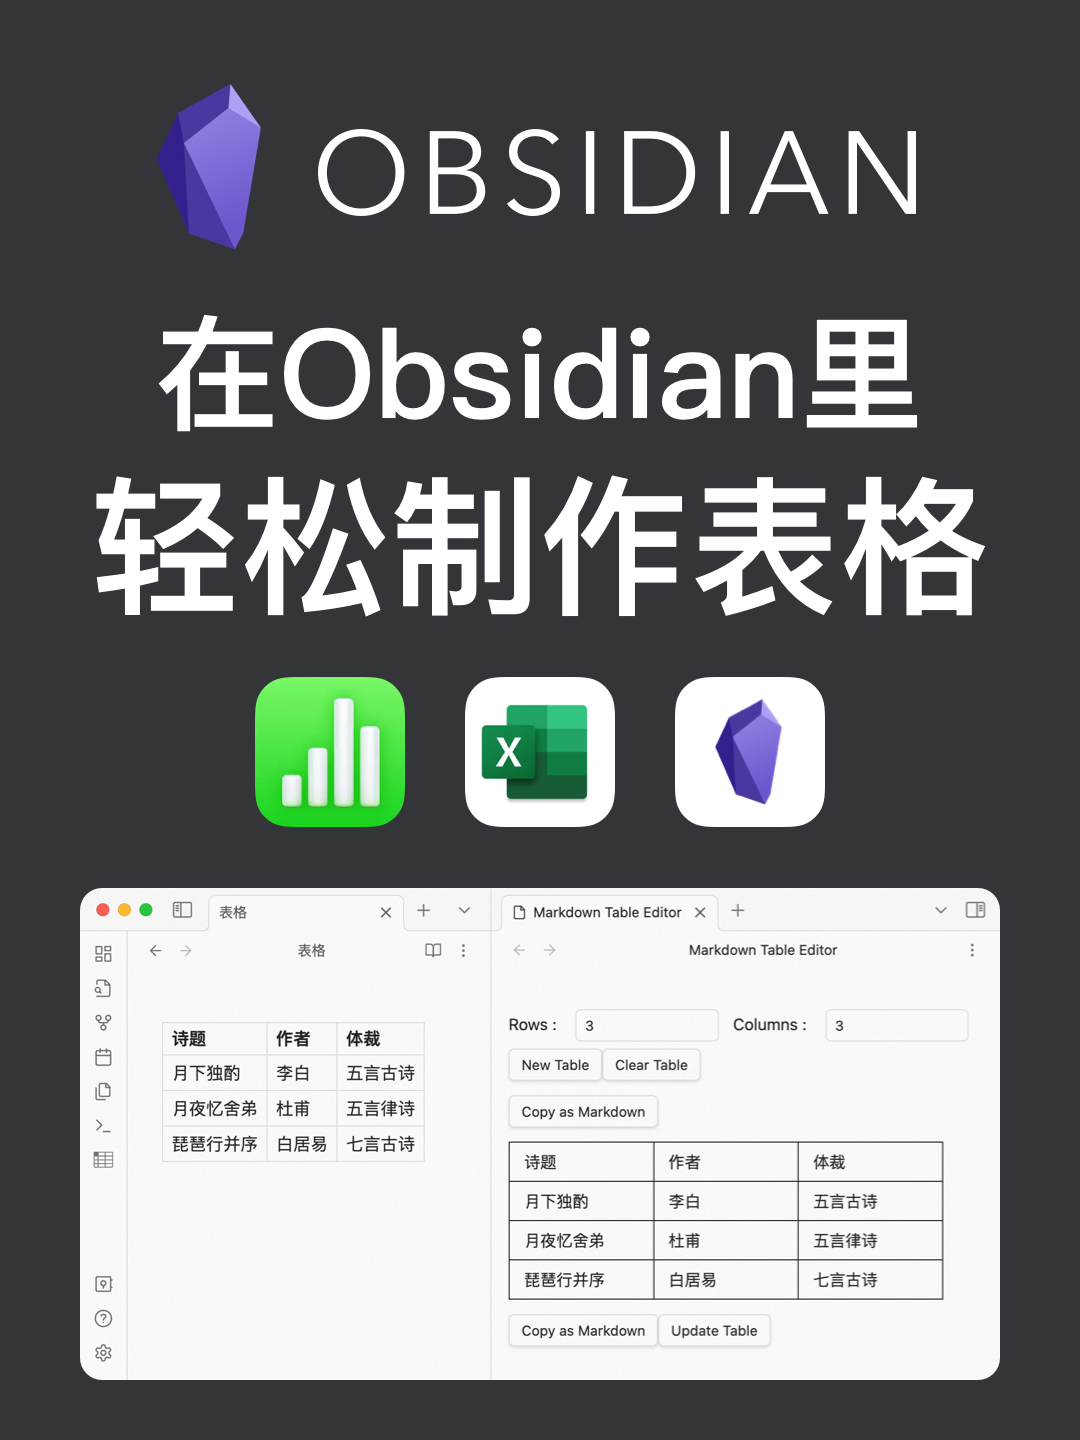 OBSIDIAN
在Obsidian里
轻松制作表格
X
表格
Markdown Table Editor
表格
Markdown Table Editor
诗题 作者 体裁
月下独酌 李白 五言古诗
月夜忆舍弟 杜甫 五言律诗
琵琶行并序 白居易 七言古诗
Rows : 3 Columns : 3
New Table Clear Table
Copy as Markdown
诗题 作者 体裁
月下独酌 李白 五言古诗
月夜忆舍弟 杜甫 五言律诗
琵琶行并序 白居易 七言古诗
Copy as Markdown Update Table